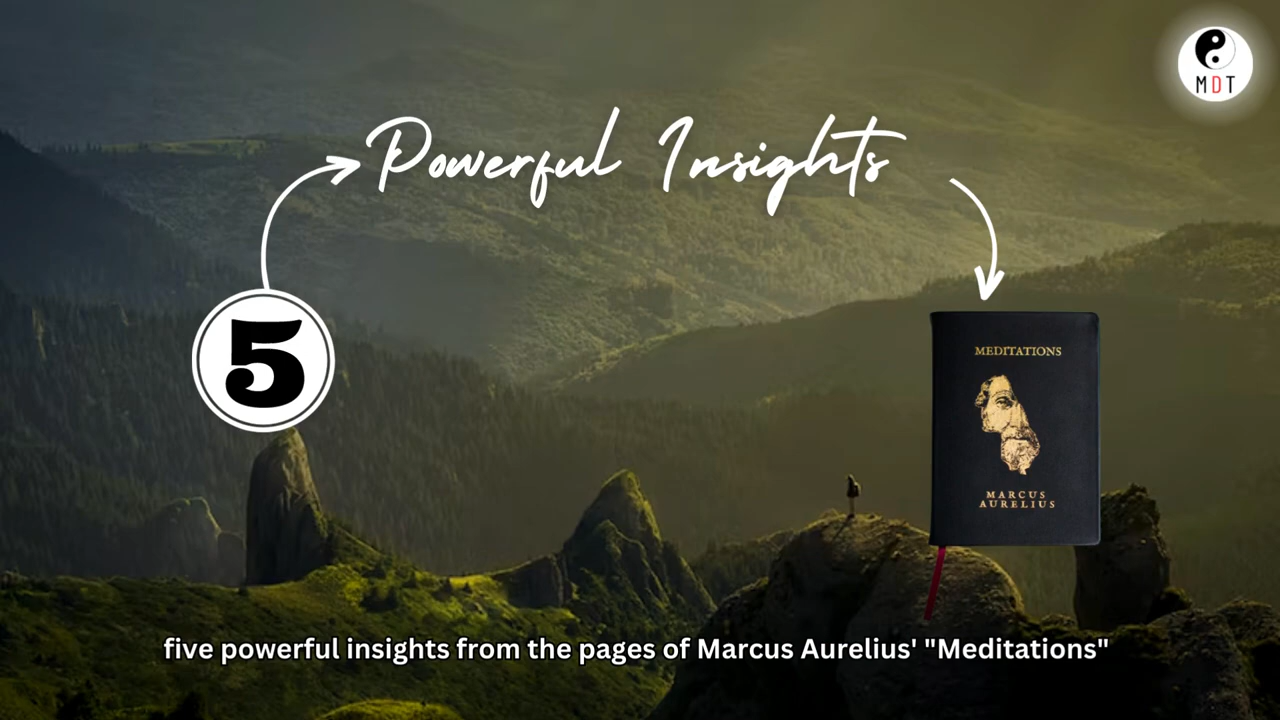 MDT
Powerful Insights
5
MEDITATIONS
MARCUS
AURELIUS
five powerful insights from the pages of Marcus Aurelius' "Meditations"